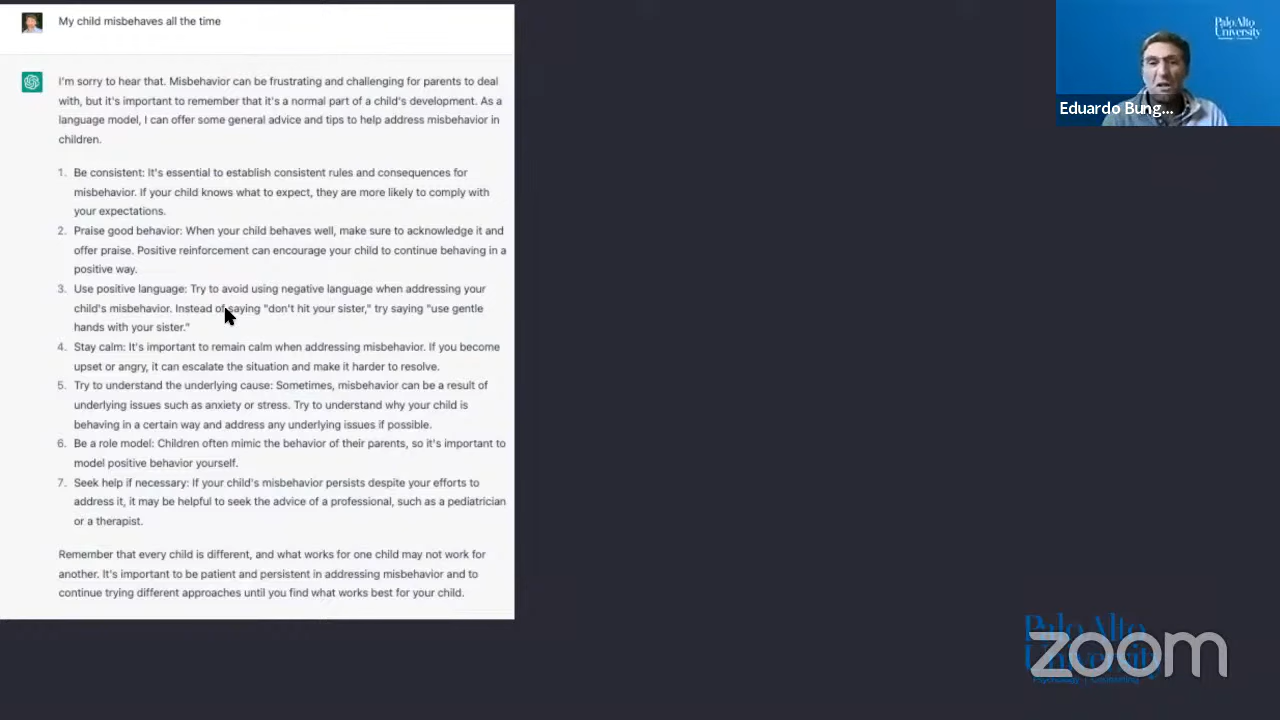 My child misbehaves all the time
I'm sorry to hear that. Misbehavior can be frustrating and challenging for parents to deal
with, but it's important to remember that it's a normal part of a child's development. As a
language model, I can offer some general advice and tips to help address misbehavior in
children.
1. Be consistent: It's essential to establish consistent rules and consequences for
misbehavior. If your child knows what to expect, they are more likely to comply with
your expectations.
2. Praise good behavior: When your child behaves well, make sure to acknowledge it and
offer praise. Positive reinforcement can encourage your child to continue behaving in a
positive way.
3. Use positive language: Try to avoid using negative language when addressing your
child's misbehavior. Instead of saying "don't hit your sister," try saying "use gentle
hands with your sister."
4. Stay calm: It's important to remain calm when addressing misbehavior. If you become
upset or angry, it can escalate the situation and make it harder to resolve.
5. Try to understand the underlying cause: Sometimes, misbehavior can be a result of
underlying issues such as anxiety or stress. Try to understand why your child is
behaving in a certain way and address any underlying issues if possible.
6. Be a role model: Children often mimic the behavior of their parents, so it's important to
model positive behavior yourself.
7. Seek help if necessary: If your child's misbehavior persists despite your efforts to
address it, it may be helpful to seek the advice of a professional, such as a pediatrician
or a therapist.
Remember that every child is different, and what works for one child may not work for
another. It's important to be patient and persistent in addressing misbehavior and to
continue trying different approaches until you find what works best for your child.
Palo Alto
University
Eduardo Bung...
Palo Alto
University
zoom